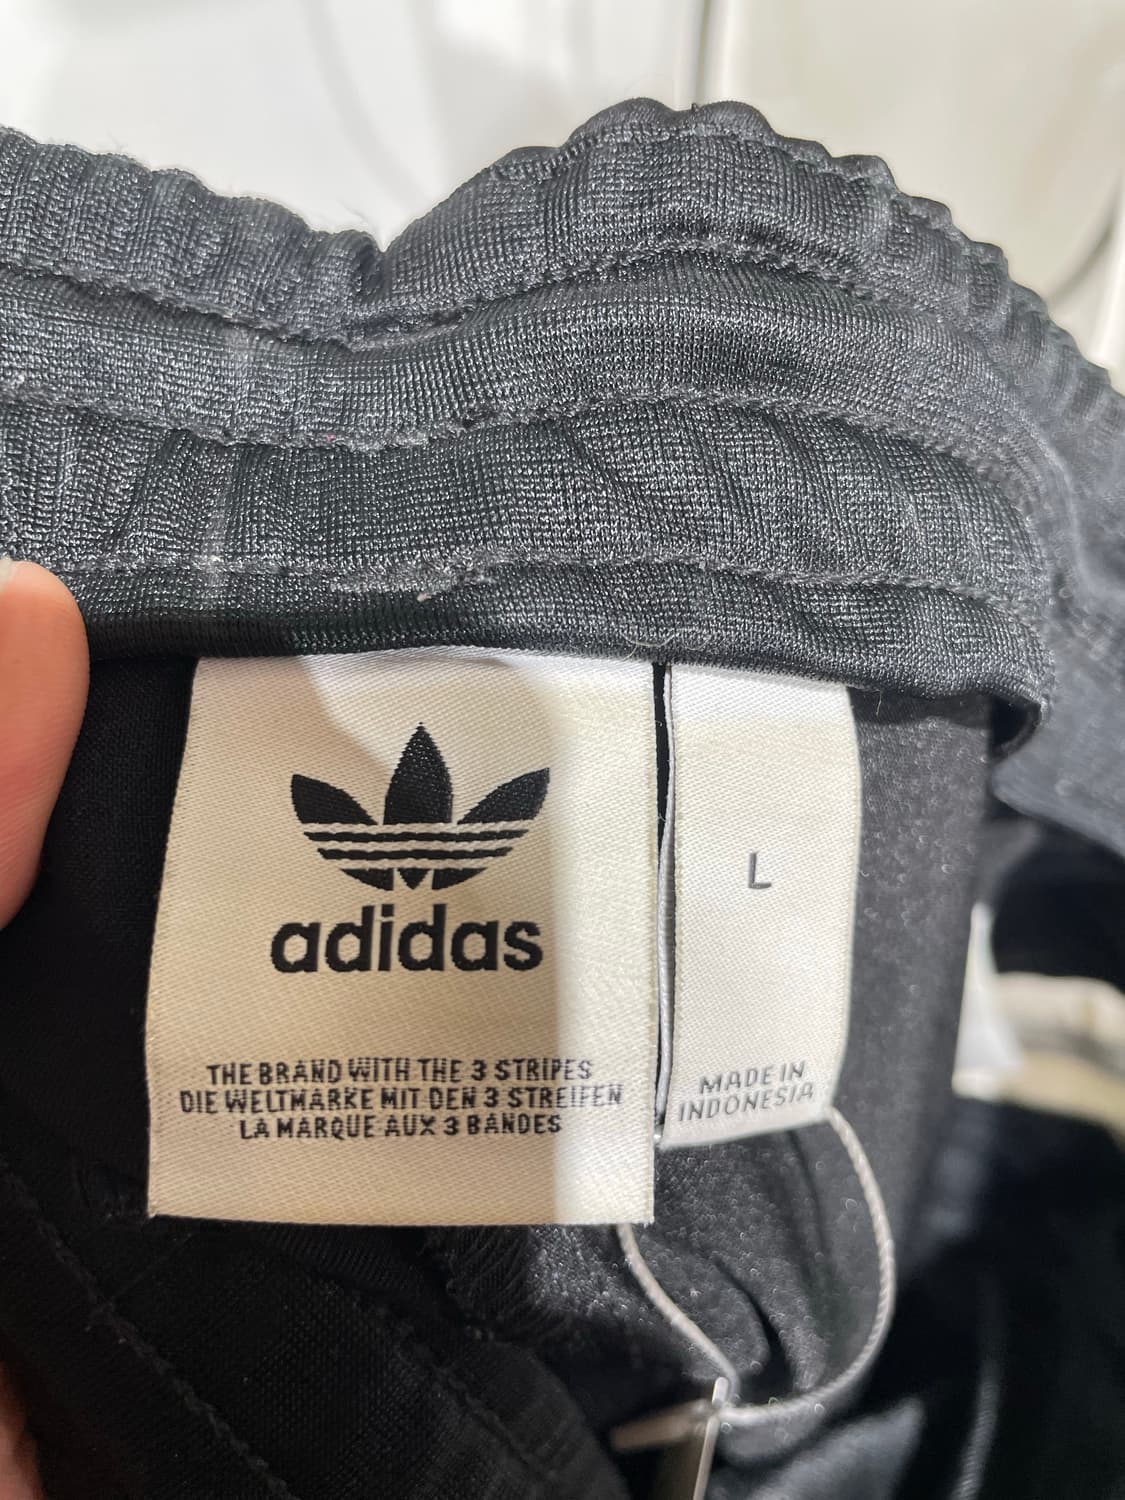 adidas
THE BRAND WITH THE 3 STRIPES
DIE WELTMARKE MIT DEN 3 STREIFEN
LA MARQUE AUX 3 BANDES
L
MADE IN
INDONESIA